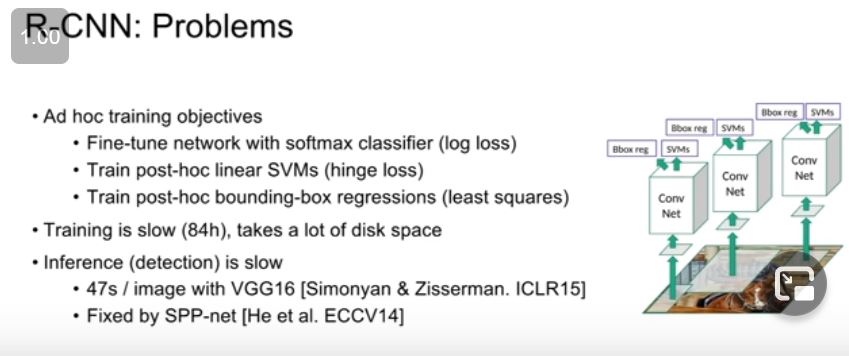 R-CNN: Problems
1.00
• Ad hoc training objectives
• Fine-tune network with softmax classifier (log loss)
• Train post-hoc linear SVMs (hinge loss)
• Train post-hoc bounding-box regressions (least squares)
• Training is slow (84h), takes a lot of disk space
• Inference (detection) is slow
• 47s / image with VGG16 [Simonyan & Zisserman. ICLR15]
• Fixed by SPP-net [He et al. ECCV14]
Bbox reg SVMs
Bbox reg SVMs
Bbox reg SVMs
Conv
Net
Conv
Net
Conv
Net